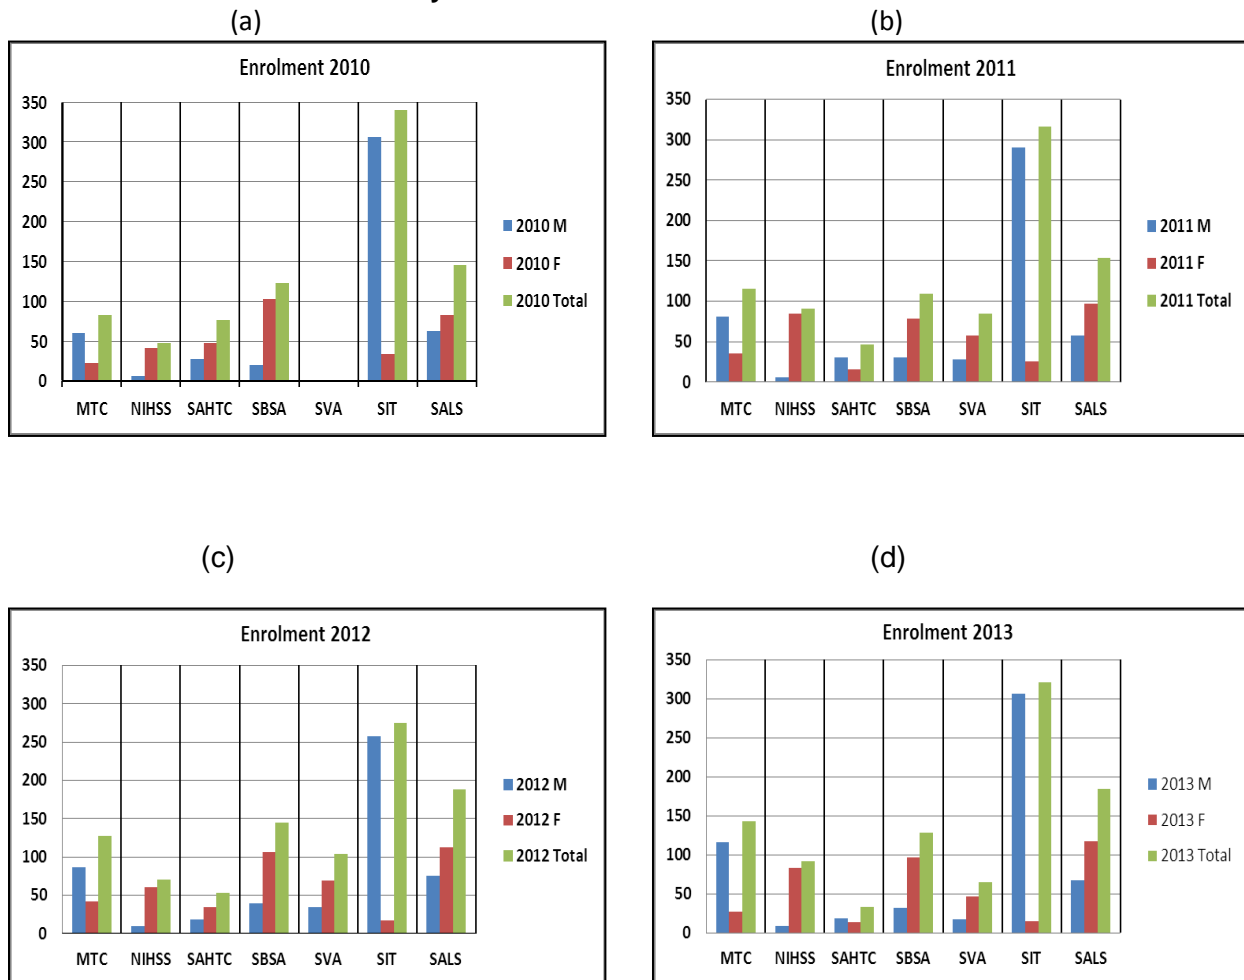 (a)
(b)
Enrolment 2010
350
300
250
200
150
100
50
0
MTC NIHSS SAHTC SBSA SVA SIT SALS
2010 M
2010 F
2010 Total
Enrolment 2011
350
300
250
200
150
100
50
0
MTC NIHSS SAHTC SBSA SVA SIT SALS
2011 M
2011 F
2011 Total
(c)
(d)
Enrolment 2012
350
300
250
200
150
100
50
0
MTC NIHSS SAHTC SBSA SVA SIT SALS
2012 M
2012 F
2012 Total
Enrolment 2013
350
300
250
200
150
100
50
0
MTC NIHSS SAHTC SBSA SVA SIT SALS
2013 M
2013 F
2013 Total